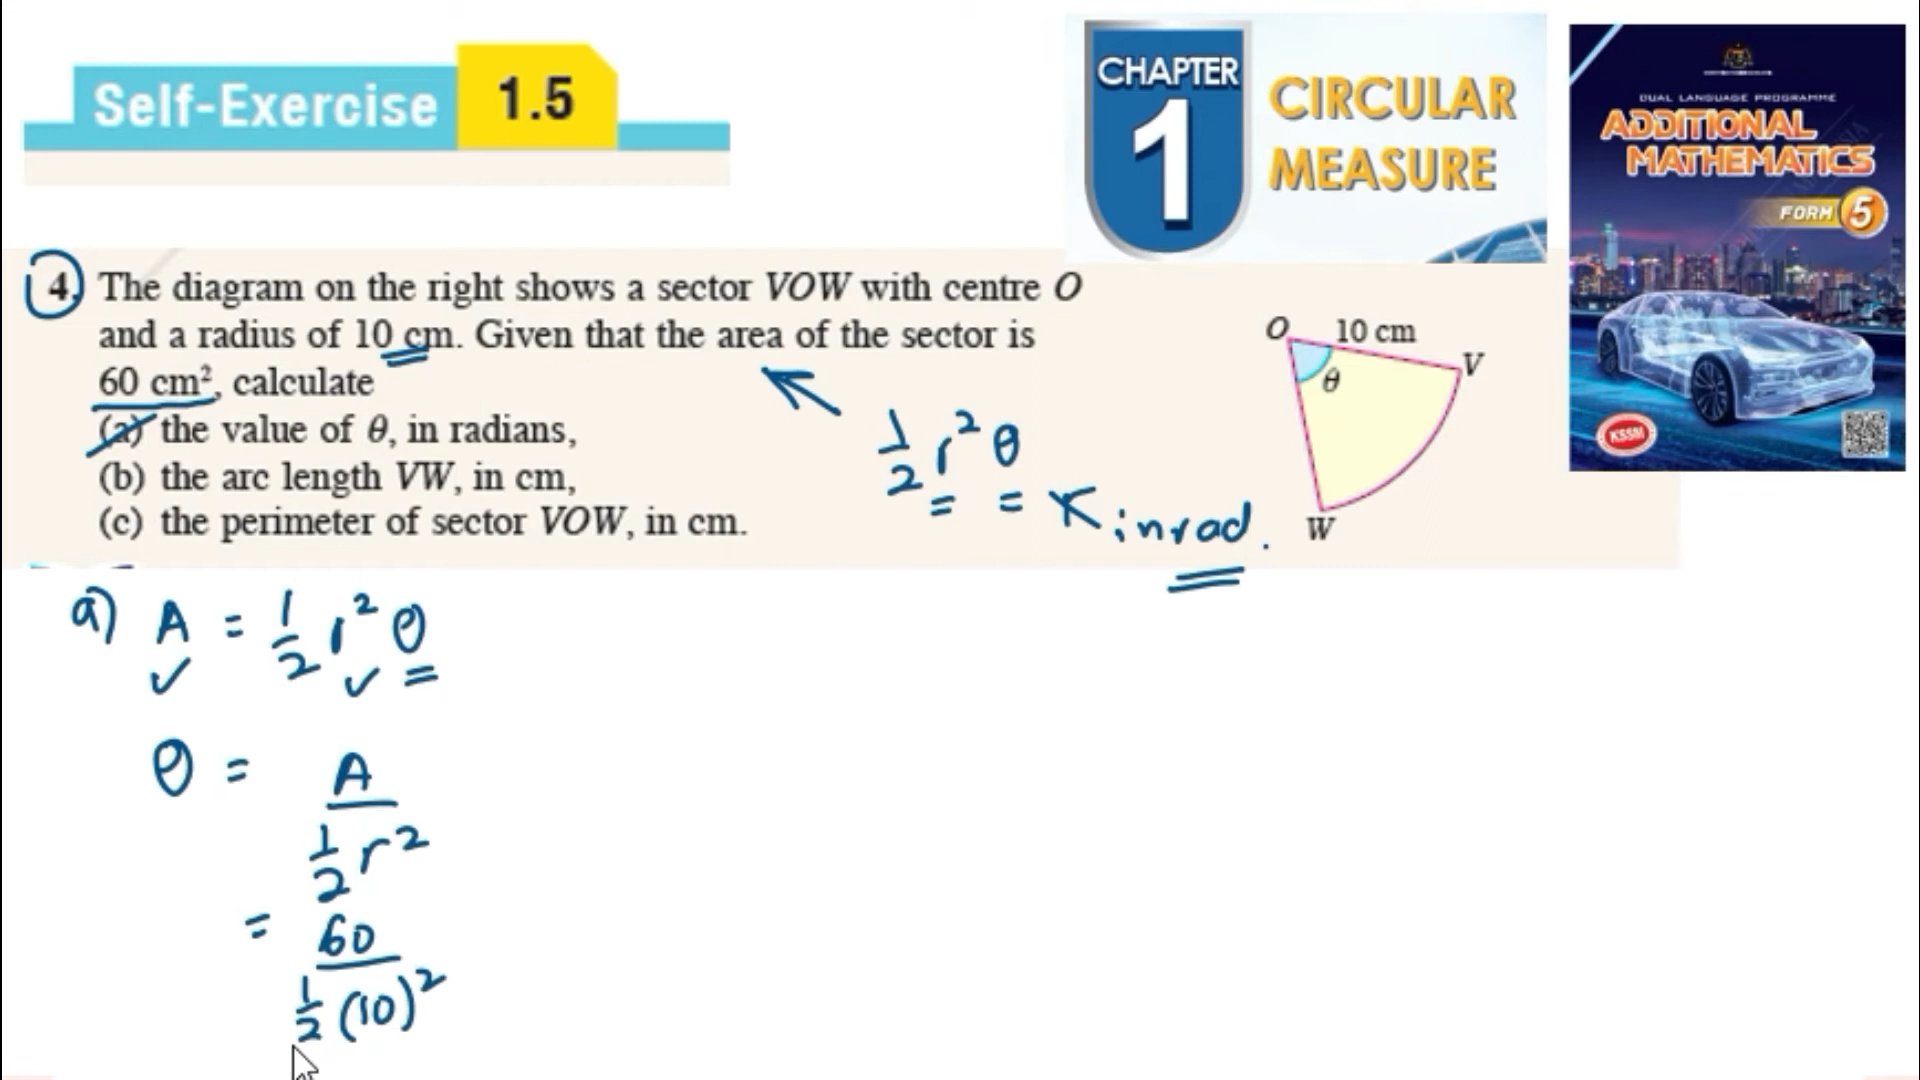 Self-Exercise 1.5
CHAPTER
1
CIRCULAR
MEASURE
DUAL LANGUAGE PROGRAMME
ADDITIONAL
MATHEMATICS
FORM 5
KSSM
4. The diagram on the right shows a sector VOW with centre O
and a radius of 10 cm. Given that the area of the sector is
60 cm², calculate
(a) the value of θ, in radians,
(b) the arc length VW, in cm,
(c) the perimeter of sector VOW, in cm.
O 10 cm
V
θ
W
1/2 r² θ
in rad.
a) A = 1/2 r² θ
θ = A
1/2 r²
= 60
1/2 (10)²